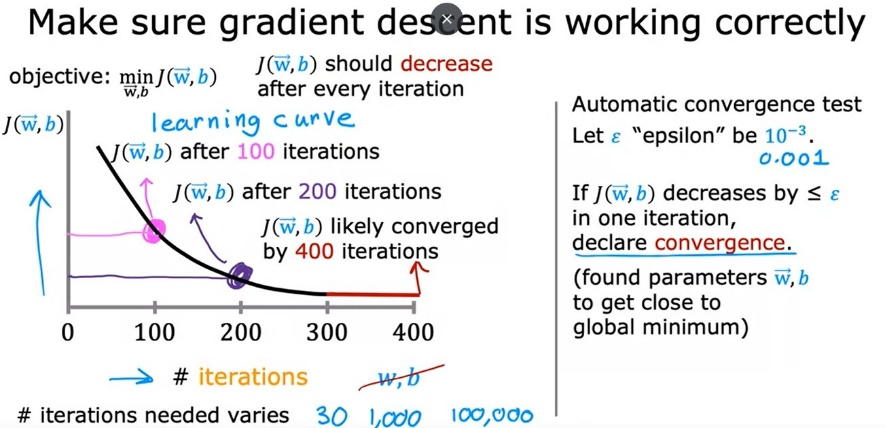 Make sure gradient descent is working correctly
objective: min J(w⃗, b)
w⃗,b
J(w⃗, b) should decrease
after every iteration
J(w⃗, b)
learning curve
J(w⃗, b) after 100 iterations
J(w⃗, b) after 200 iterations
J(w⃗, b) likely converged
by 400 iterations
0 100 200 300 400
# iterations
w, b
# iterations needed varies 30 1,000 100,000
Automatic convergence test
Let ε “epsilon” be 10⁻³.
0.001
If J(w⃗, b) decreases by ≤ ε
in one iteration,
declare convergence.
(found parameters w⃗, b
to get close to
global minimum)